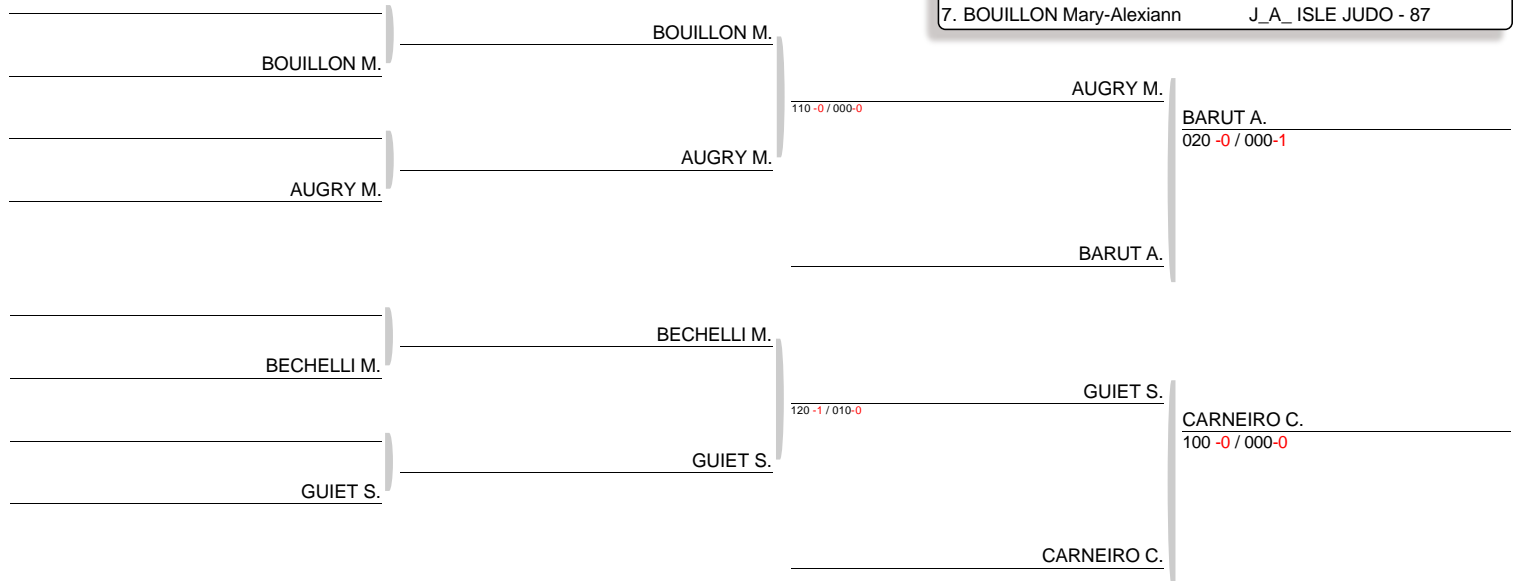 7. BOUILLON Mary-Alexiann J_A_ ISLE JUDO - 87
BOUILLON M.
BOUILLON M.
AUGRY M.
110 -0 / 000-0
BARUT A.
020 -0 / 000-1
AUGRY M.
AUGRY M.
BARUT A.
BECHELLI M.
BECHELLI M.
GUIET S.
120 -1 / 010-0
CARNEIRO C.
100 -0 / 000-0
GUIET S.
GUIET S.
CARNEIRO C.